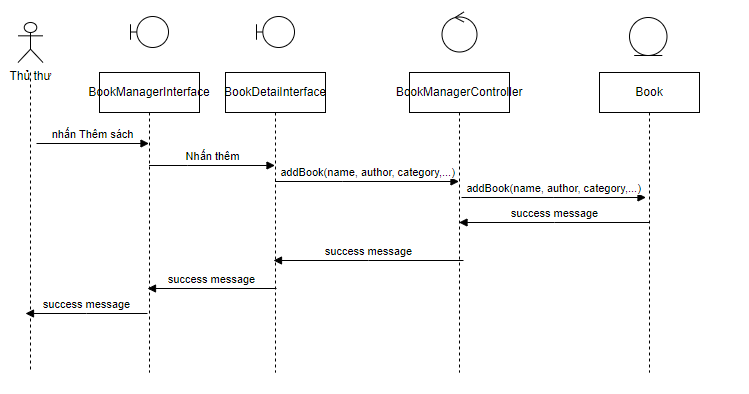 Thủ thư
BookManagerInterface
BookDetailInterface
BookManagerController
Book
nhấn Thêm sách
Nhấn thêm
addBook(name, author, category,...)
addBook(name, author, category,...)
success message
success message
success message
success message